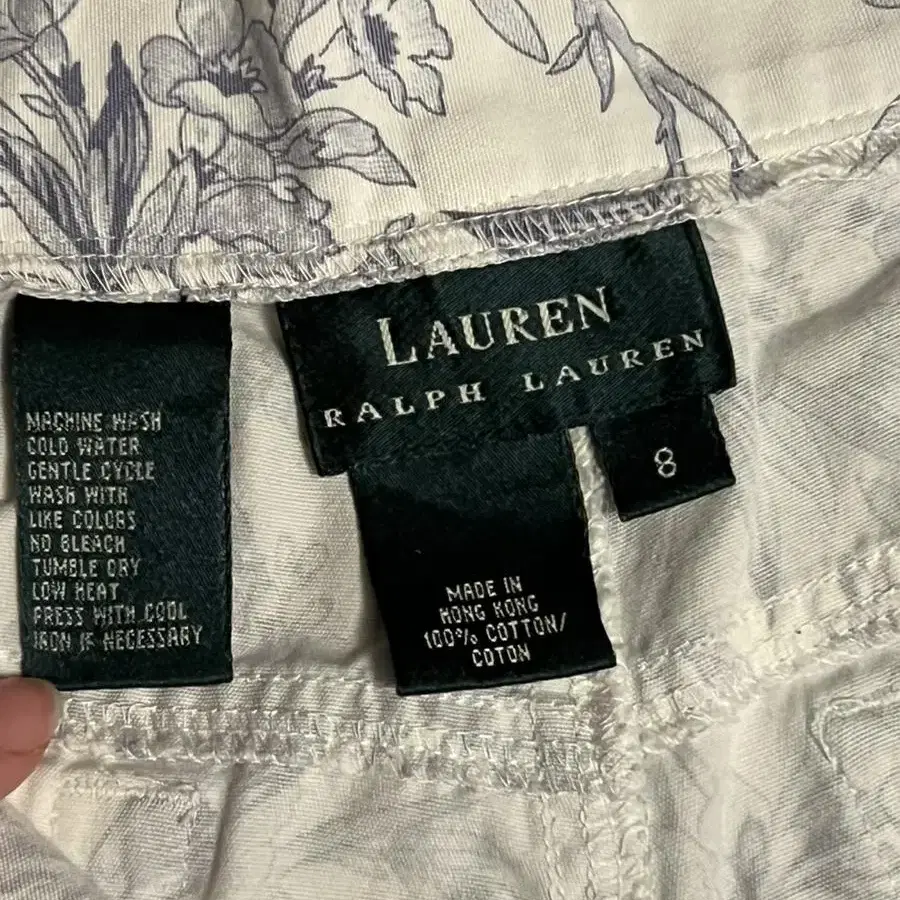 MACHINE WASH
COLD WATER
GENTLE CYCLE
WASH WITH
LIKE COLORS
NO BLEACH
TUMBLE DRY
LOW HEAT
PRESS WITH COOL
IRON IF NECESSARY
LAUREN
RALPH LAUREN
8
MADE IN
HONG KONG
100% COTTON/
COTON